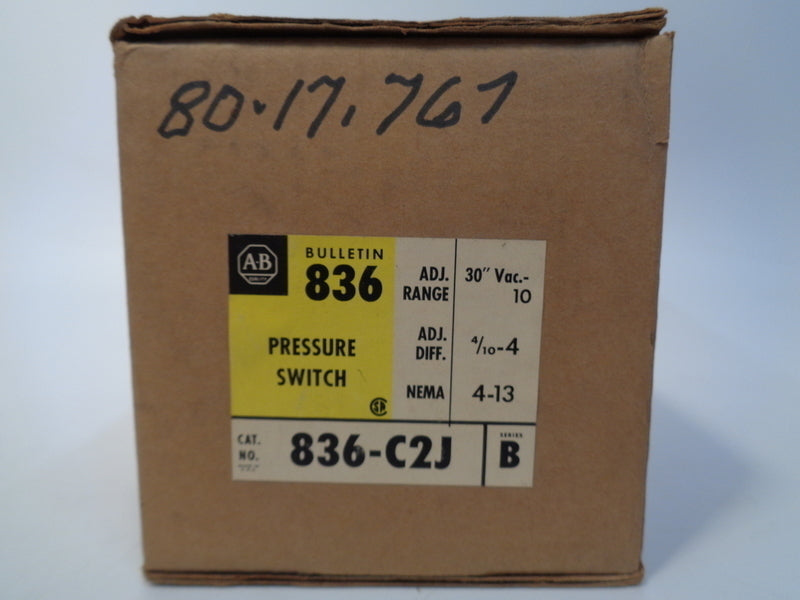 80.17.767
A-B
QUALITY
BULLETIN
836
PRESSURE
SWITCH
ADJ.
RANGE
30" Vac.-
10
ADJ.
DIFF.
4/10-4
NEMA
4-13
CAT.
NO.
836-C2J
SERIES
B